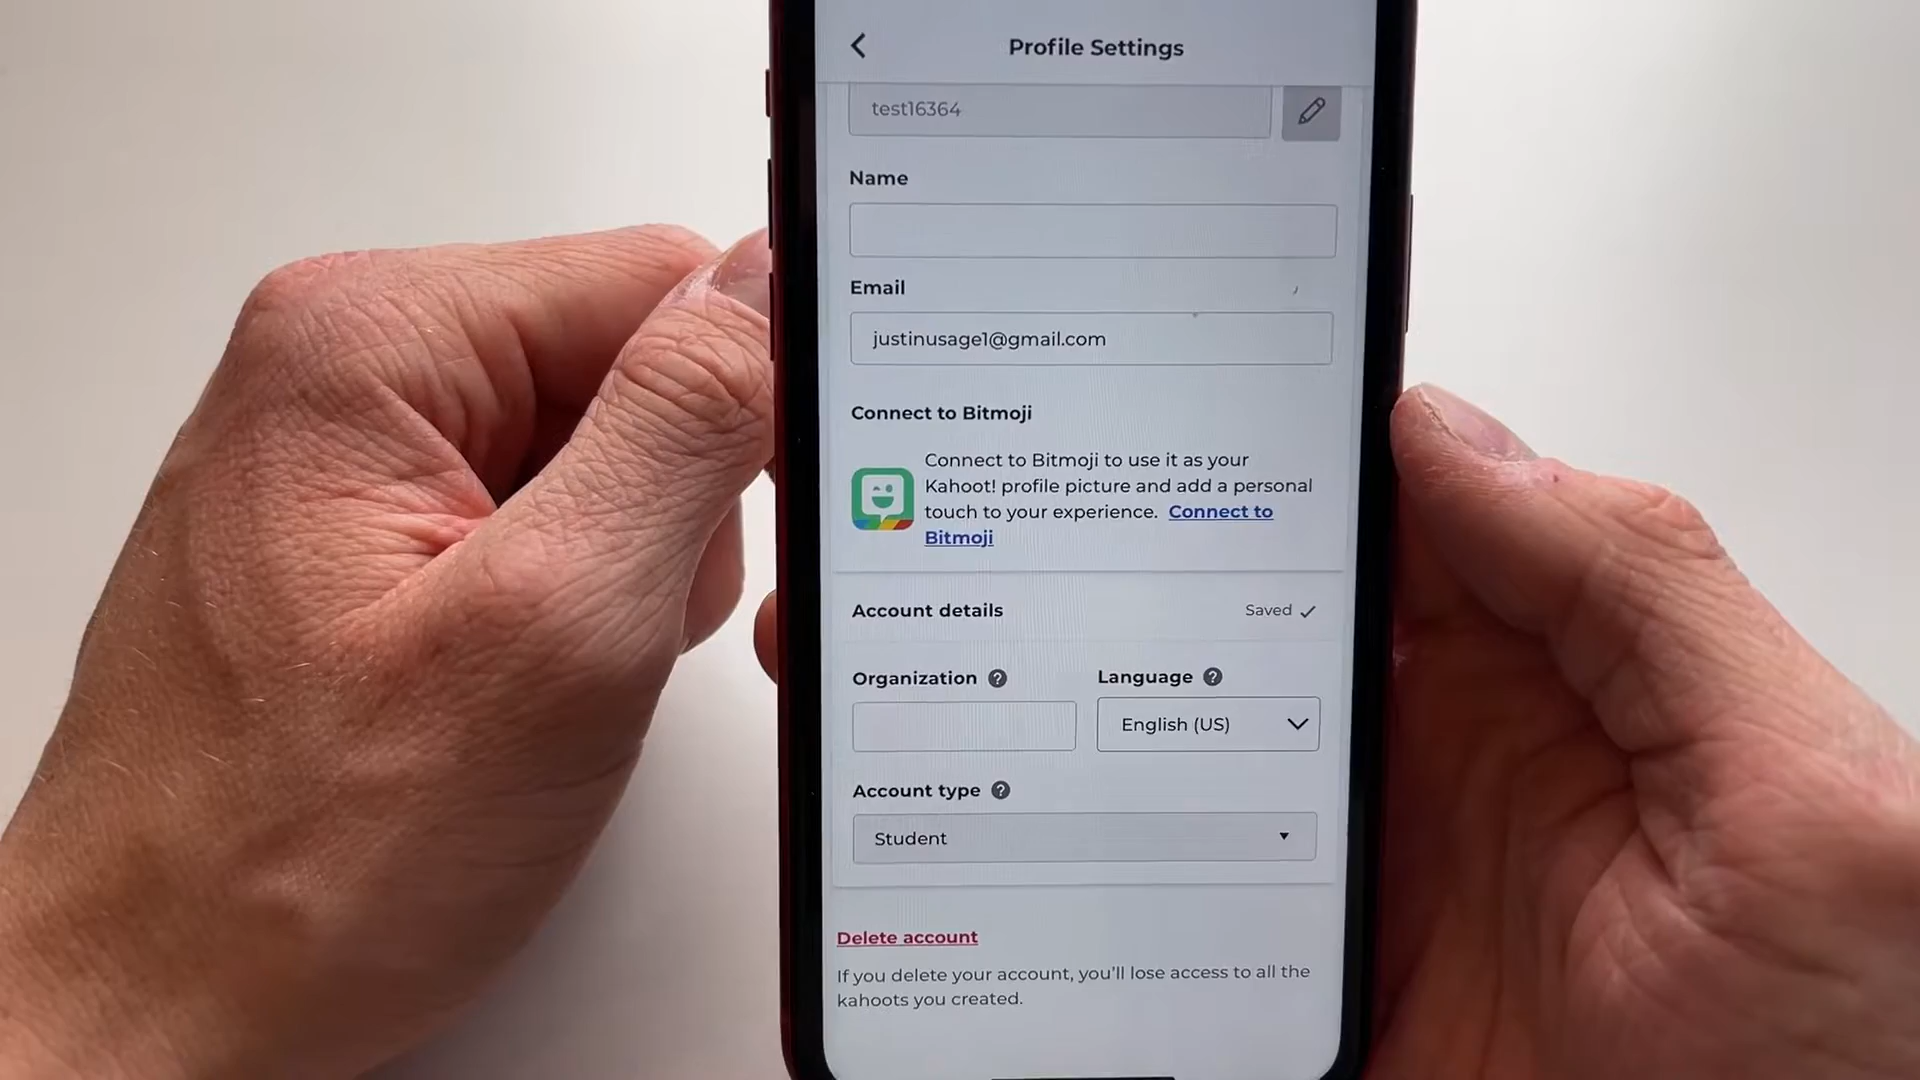 Profile Settings
test16364
Name
Email
justinusage1@gmail.com
Connect to Bitmoji
Connect to Bitmoji to use it as your
Kahoot! profile picture and add a personal
touch to your experience. Connect to
Bitmoji
Account details
Saved
Organization ?
Language ?
English (US)
Account type ?
Student
Delete account
If you delete your account, you'll lose access to all the
kahoots you created.